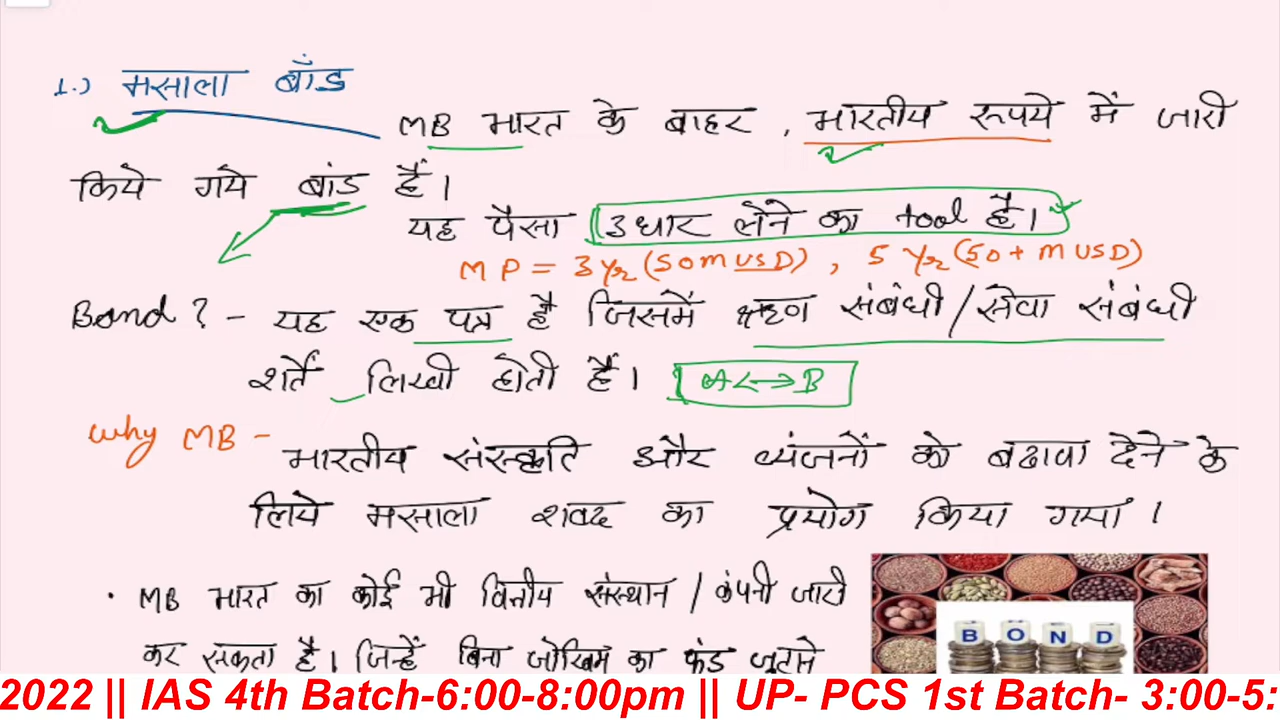 1.) मसाला बॉंड
MB भारत के बाहर, भारतीय रूपये में जारी
किये गये बांड हैं।
यह पैसा उधार लेने का tool है।
MP = 3 Yr (50 m USD), 5 Yr (50+ m USD)
Bond? - यह एक पत्र है जिसमें ऋण संबंधी/सेवा संबंधी
शर्तें लिखी होती हैं। A<->B
Why MB - भारतीय संस्कृति और व्यंजनों को बढावा देने के
लिये मसाला शब्द का प्रयोग किया गया।
• MB भारत का कोई भी वित्तीय संस्थान / कंपनी जारी
कर सकता है। जिन्हें बिना जोखिम का फंड जुटाने
BOND
2022 || IAS 4th Batch-6:00-8:00pm || UP- PCS 1st Batch- 3:00-5: